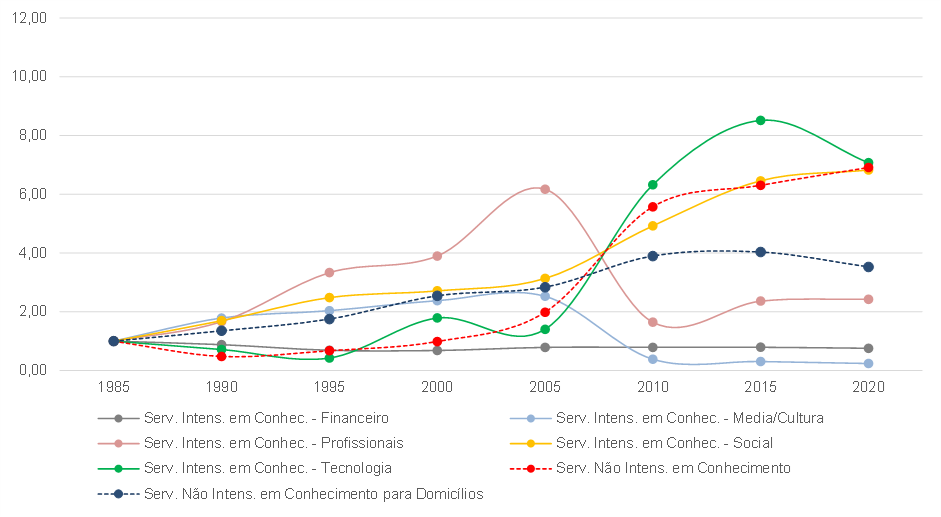 12,00
10,00
8,00
6,00
4,00
2,00
0,00
1985 1990 1995 2000 2005 2010 2015 2020
Serv. Intens. em Conhec. - Financeiro
Serv. Intens. em Conhec. - Media/Cultura
Serv. Intens. em Conhec. - Profissionais
Serv. Intens. em Conhec. - Social
Serv. Intens. em Conhec. - Tecnologia
Serv. Não Intens. em Conhecimento
Serv. Não Intens. em Conhecimento para Domicílios